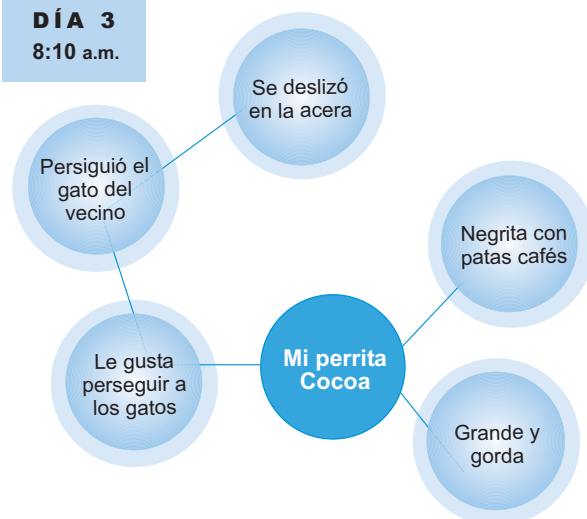 DÍA 3
8:10 a.m.
Se deslizó
en la acera
Persiguió el
gato del
vecino
Negrita con
patas cafés
Le gusta
perseguir a
los gatos
Mi perrita
Cocoa
Grande y
gorda